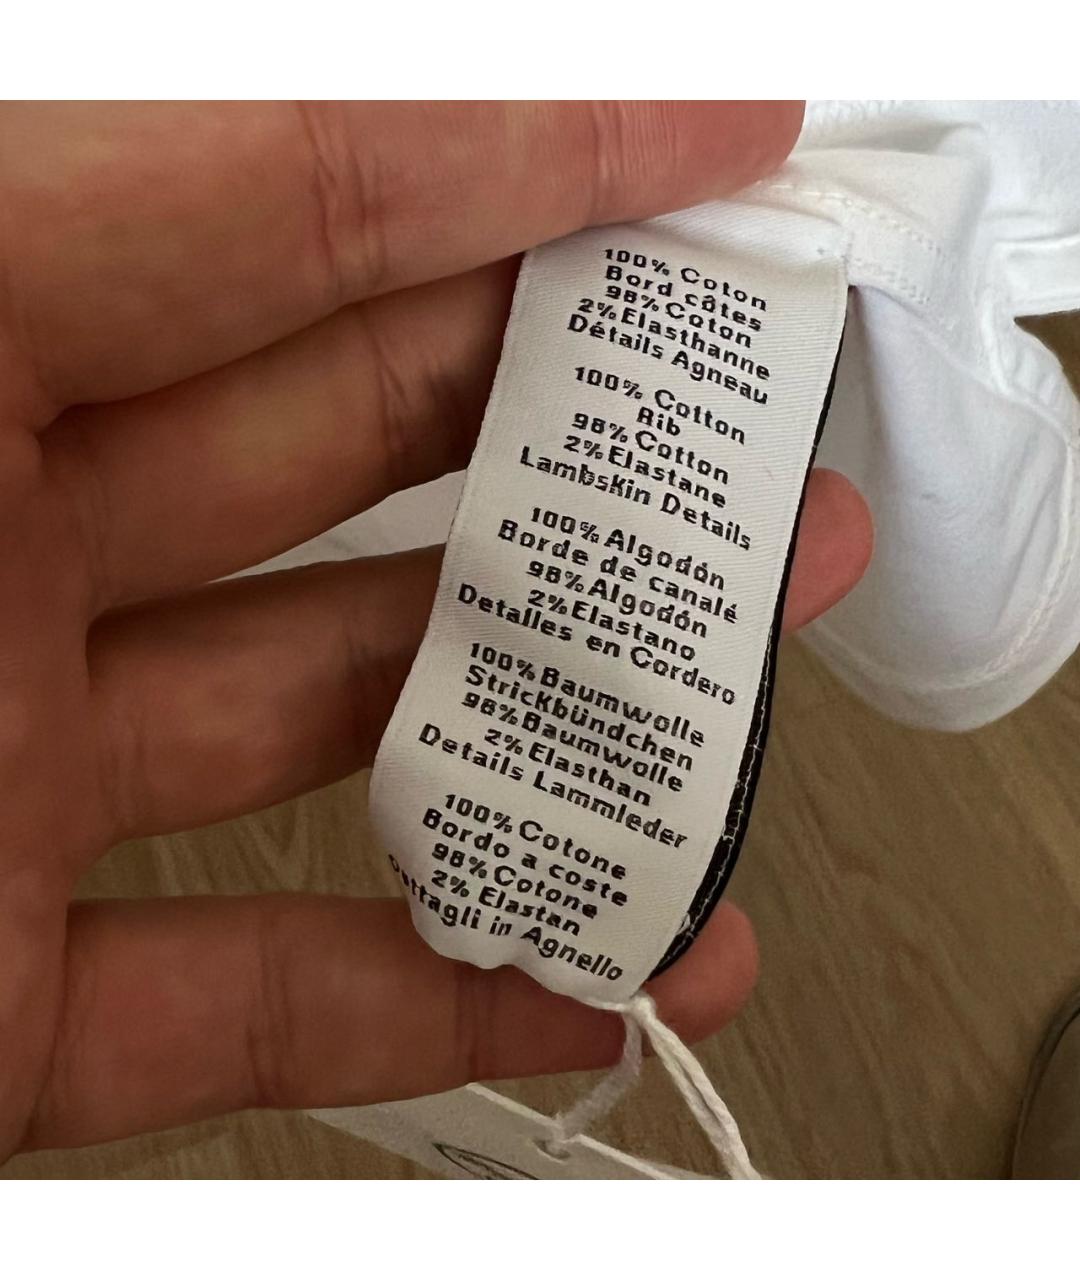 100% Coton
Bord côtes
98% Coton
2% Elasthanne
Détails Agneau
100% Cotton
Rib
98% Cotton
2% Elastane
Lambskin Details
100% Algodón
Borde de canalé
98% Algodón
2% Elastano
Detalles en Cordero
100% Baumwolle
Strickbündchen
98% Baumwolle
2% Elasthan
Details Lammleder
100% Cotone
Bordo a coste
98% Cotone
2% Elastan
Dettagli in Agnello